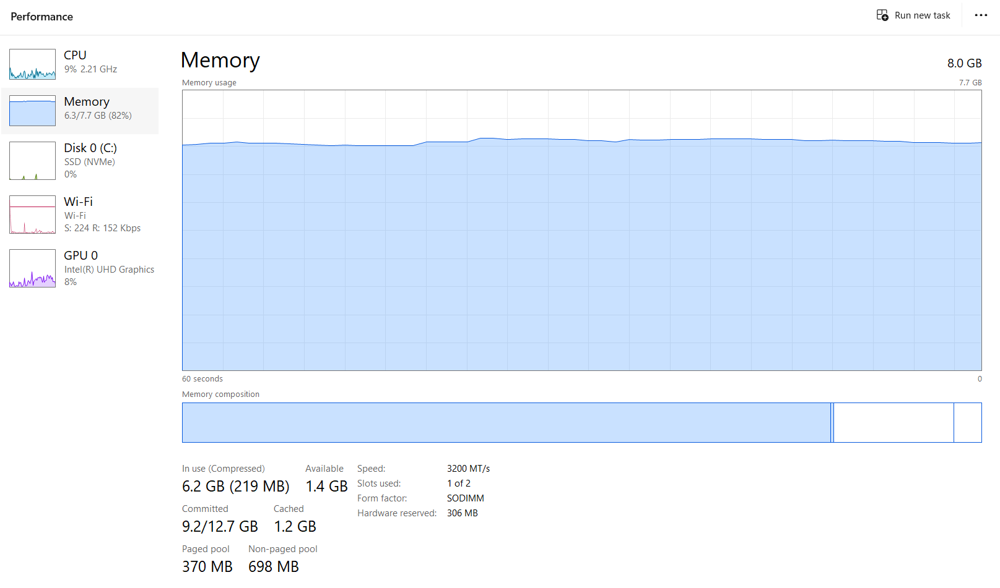 Performance
Run new task
CPU
9% 2.21 GHz
Memory
6.3/7.7 GB (82%)
Disk 0 (C:)
SSD (NVMe)
0%
Wi-Fi
Wi-Fi
S: 224 R: 152 Kbps
GPU 0
Intel(R) UHD Graphics
8%
Memory
8.0 GB
Memory usage
7.7 GB
60 seconds
0
Memory composition
In use (Compressed)
6.2 GB (219 MB)
Available
1.4 GB
Committed
9.2/12.7 GB
Cached
1.2 GB
Paged pool
370 MB
Non-paged pool
698 MB
Speed: 3200 MT/s
Slots used: 1 of 2
Form factor: SODIMM
Hardware reserved: 306 MB